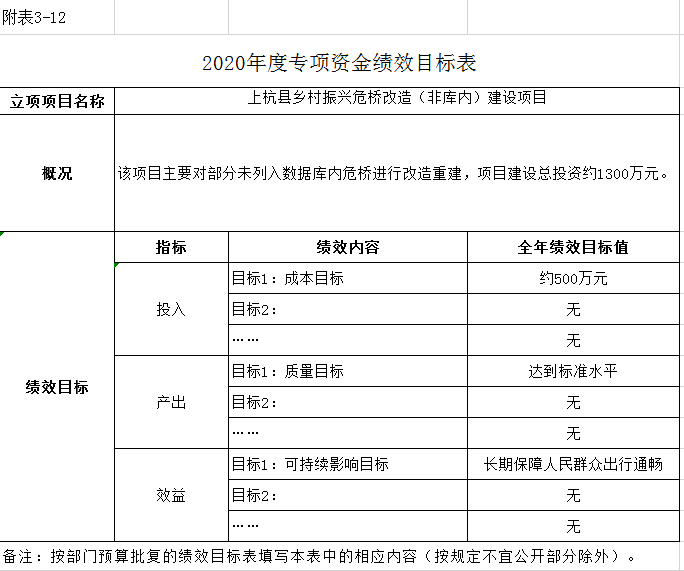 附表3-12
2020年度专项资金绩效目标表
立项项目名称 上杭县乡村振兴危桥改造（非库内）建设项目
概况 该项目主要对部分未列入数据库内危桥进行改造重建，项目建设总投资约1300万元。
指标 绩效内容 全年绩效目标值
目标1：成本目标 约500万元
投入 目标2： 无
…… 无
目标1：质量目标 达到标准水平
绩效目标 产出 目标2： 无
…… 无
目标1：可持续影响目标 长期保障人民群众出行通畅
效益 目标2： 无
…… 无
备注：按部门预算批复的绩效目标表填写本表中的相应内容（按规定不宜公开部分除外）。